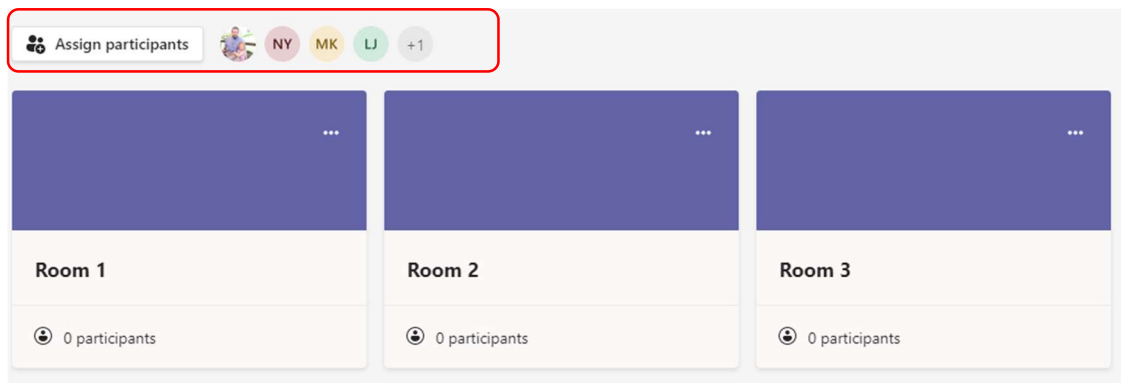 Assign participants NY MK LJ +1
Room 1 Room 2 Room 3
0 participants 0 participants 0 participants